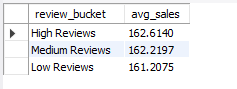 review_bucket avg_sales
High Reviews 162.6140
Medium Reviews 162.2197
Low Reviews 161.2075